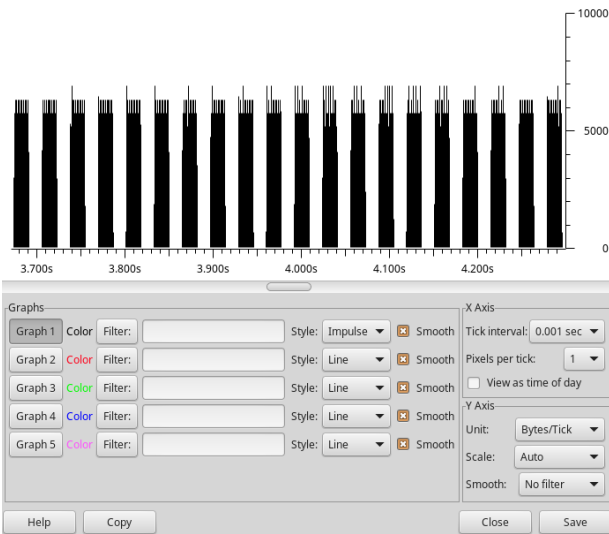 10000
5000
0
3.700s 3.800s 3.900s 4.000s 4.100s 4.200s
Graphs
Graph 1 Color Filter: Style: Impulse Smooth
Graph 2 Color Filter: Style: Line Smooth
Graph 3 Color Filter: Style: Line Smooth
Graph 4 Color Filter: Style: Line Smooth
Graph 5 Color Filter: Style: Line Smooth
X Axis
Tick interval: 0.001 sec
Pixels per tick: 1
View as time of day
Y Axis
Unit: Bytes/Tick
Scale: Auto
Smooth: No filter
Help Copy Close Save